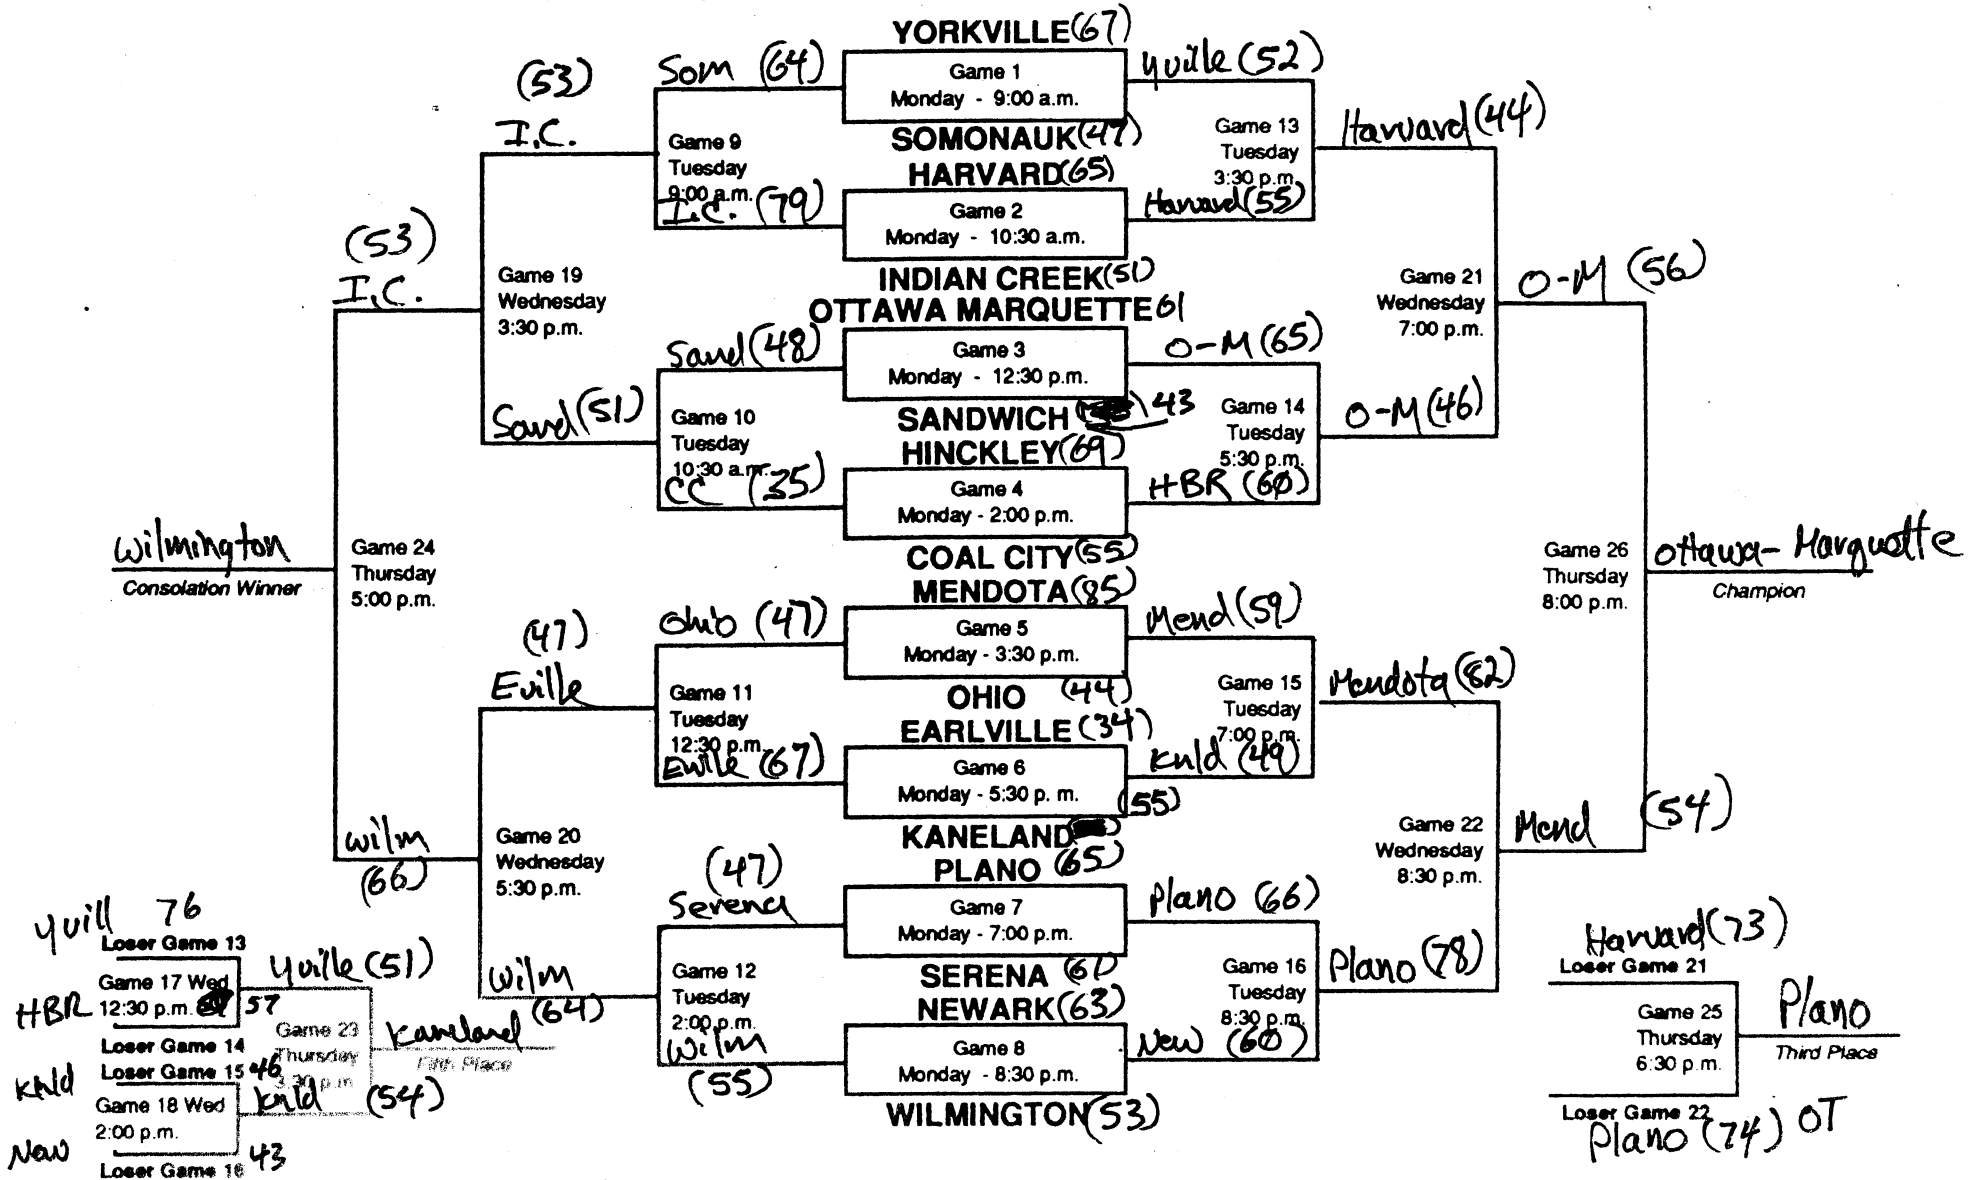 YORKVILLE (67)
Game 1
Monday - 9:00 a.m.
SOMONAUK (47)
HARVARD (65)
Game 2
Monday - 10:30 a.m.
INDIAN CREEK (51)
OTTAWA MARQUETTE 61
Game 3
Monday - 12:30 p.m.
SANDWICH 43
HINCKLEY (69)
Game 4
Monday - 2:00 p.m.
COAL CITY (55)
MENDOTA (85)
Game 5
Monday - 3:30 p.m.
OHIO (44)
EARLVILLE (34)
Game 6
Monday - 5:30 p. m.
(55)
KANELAND
PLANO (65)
Game 7
Monday - 7:00 p.m.
SERENA (61)
NEWARK (63)
Game 8
Monday - 8:30 p.m.
WILMINGTON (53)
Som (64)
Game 9
Tuesday
9:00 a.m.
I.C. (79)
Sand (48)
Game 10
Tuesday
10:30 a.m.
CC (35)
Ohio (47)
Game 11
Tuesday
12:30 p.m.
Eville (67)
(47)
Serena
Game 12
Tuesday
2:00 p.m.
Wilm
(55)
(53)
I.C.
Game 19
Wednesday
3:30 p.m.
Sand (51)
(47)
Eville
Game 20
Wednesday
5:30 p.m.
Wilm
(64)
(53)
I.C.
Game 24
Thursday
5:00 p.m.
Wilm
(66)
Wilmington
Consolation Winner
Yville (52)
Game 13
Tuesday
3:30 p.m.
Harvard (55)
O-M (65)
Game 14
Tuesday
5:30 p.m.
HBR (60)
Mend (59)
Game 15
Tuesday
7:00 p.m.
Knld (49)
Plano (66)
Game 16
Tuesday
8:30 p.m.
New (60)
Harvard (44)
Game 21
Wednesday
7:00 p.m.
O-M (46)
Mendota (82)
Game 22
Wednesday
8:30 p.m.
Plano (78)
O-M (56)
Game 26
Thursday
8:00 p.m.
Mend (54)
Ottawa-Marquette
Champion
Yvill 76
Loser Game 13
Game 17 Wed
12:30 p.m.
HBR 57
Loser Game 14
Loser Game 15 46
Knld
Game 18 Wed
2:00 p.m.
New 43
Loser Game 16
Yville (51)
Game 23
Thursday
3:30 p.m
Knld (54)
Kaneland
Fifth Place
Harvard (73)
Loser Game 21
Game 25
Thursday
6:30 p.m.
Loser Game 22
Plano (74) OT
Plano
Third Place